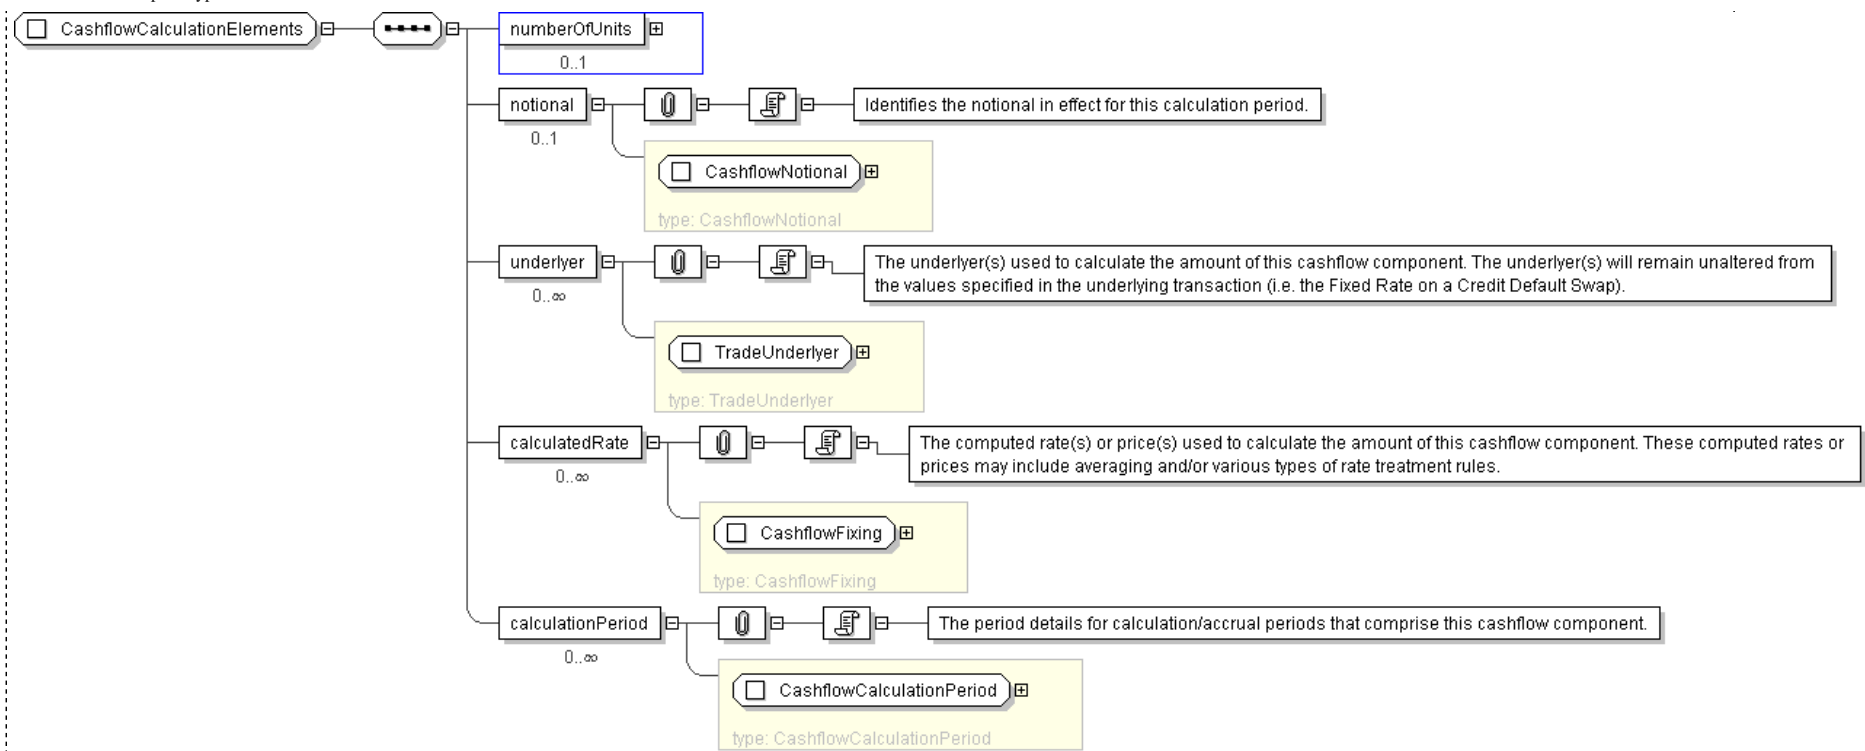 CashflowCalculationElements
numberOfUnits
0..1
notional
Identifies the notional in effect for this calculation period.
0..1
CashflowNotional
type: CashflowNotional
underlyer
The underlyer(s) used to calculate the amount of this cashflow component. The underlyer(s) will remain unaltered from
the values specified in the underlying transaction (i.e. the Fixed Rate on a Credit Default Swap).
0..∞
TradeUnderlyer
type: TradeUnderlyer
calculatedRate
The computed rate(s) or price(s) used to calculate the amount of this cashflow component. These computed rates or
prices may include averaging and/or various types of rate treatment rules.
0..∞
CashflowFixing
type: CashflowFixing
calculationPeriod
The period details for calculation/accrual periods that comprise this cashflow component.
0..∞
CashflowCalculationPeriod
type: CashflowCalculationPeriod